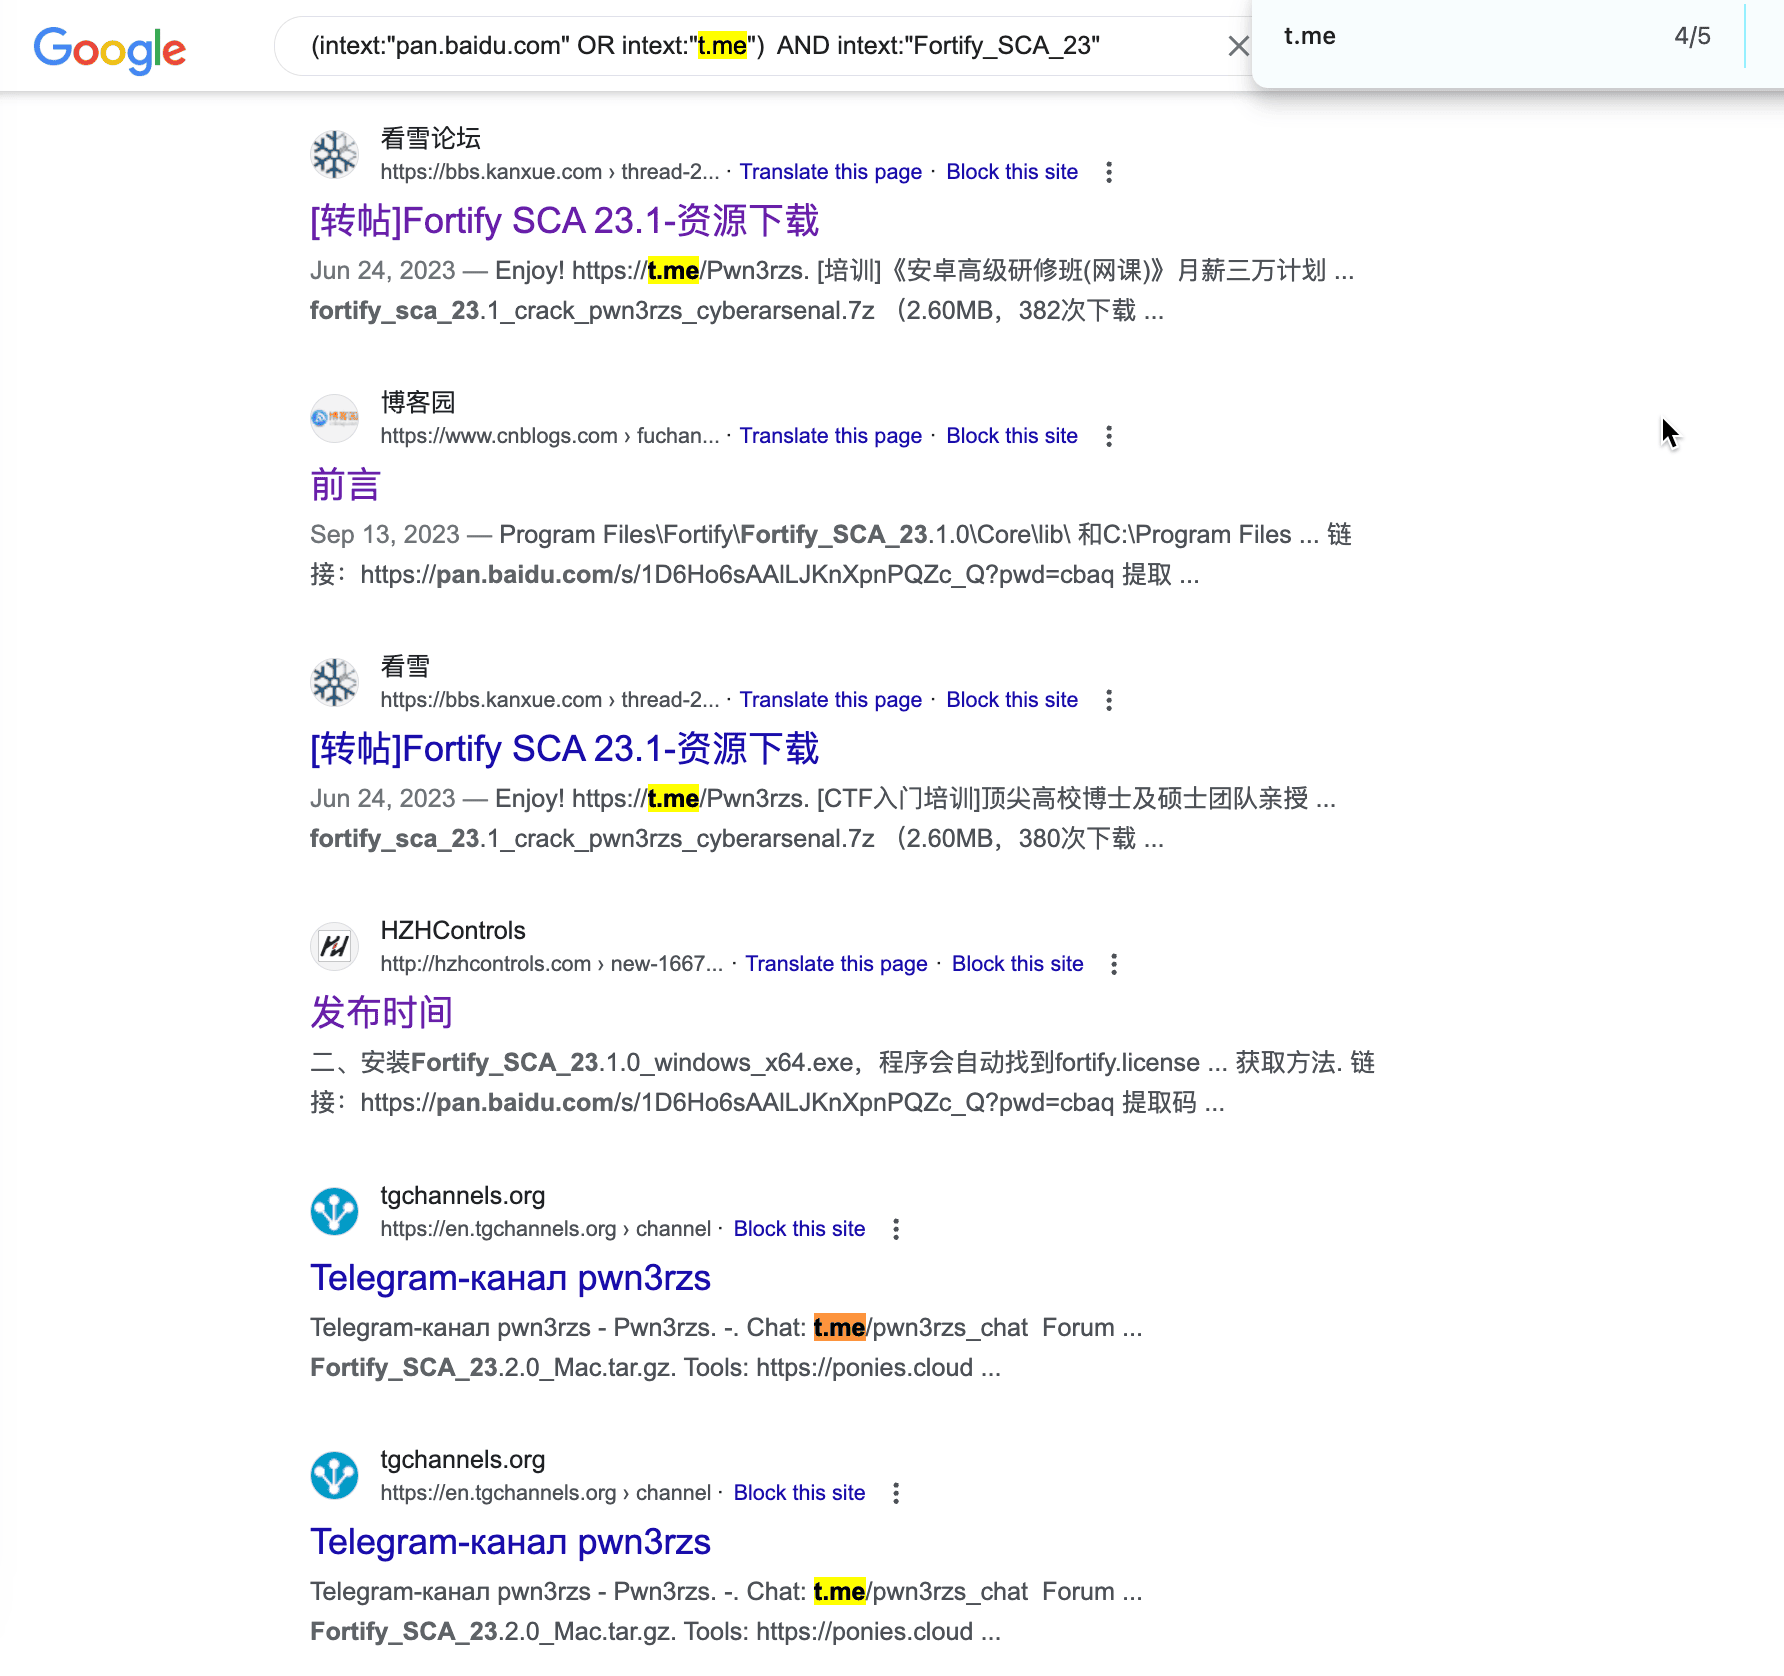 Google
(intext:"pan.baidu.com" OR intext:"t.me")  AND intext:"Fortify_SCA_23"
t.me
4/5
看雪论坛
https://bbs.kanxue.com › thread-2... · Translate this page · Block this site
[转帖]Fortify SCA 23.1-资源下载
Jun 24, 2023 — Enjoy! https://t.me/Pwn3rzs. [培训]《安卓高级研修班(网课)》月薪三万计划 ...
fortify_sca_23.1_crack_pwn3rzs_cyberarsenal.7z （2.60MB，382次下载 ...
博客园
https://www.cnblogs.com › fuchan... · Translate this page · Block this site
前言
Sep 13, 2023 — Program Files\Fortify\Fortify_SCA_23.1.0\Core\lib\ 和C:\Program Files ... 链
接：https://pan.baidu.com/s/1D6Ho6sAAlLJKnXpnPQZc_Q?pwd=cbaq 提取 ...
看雪
https://bbs.kanxue.com › thread-2... · Translate this page · Block this site
[转帖]Fortify SCA 23.1-资源下载
Jun 24, 2023 — Enjoy! https://t.me/Pwn3rzs. [CTF入门培训]顶尖高校博士及硕士团队亲授 ...
fortify_sca_23.1_crack_pwn3rzs_cyberarsenal.7z （2.60MB，380次下载 ...
HZHControls
http://hzhcontrols.com › new-1667... · Translate this page · Block this site
发布时间
二、安装Fortify_SCA_23.1.0_windows_x64.exe，程序会自动找到fortify.license ... 获取方法. 链
接：https://pan.baidu.com/s/1D6Ho6sAAlLJKnXpnPQZc_Q?pwd=cbaq 提取码 ...
tgchannels.org
https://en.tgchannels.org › channel · Block this site
Telegram-канал pwn3rzs
Telegram-канал pwn3rzs - Pwn3rzs. -. Chat: t.me/pwn3rzs_chat  Forum ...
Fortify_SCA_23.2.0_Mac.tar.gz. Tools: https://ponies.cloud ...
tgchannels.org
https://en.tgchannels.org › channel · Block this site
Telegram-канал pwn3rzs
Telegram-канал pwn3rzs - Pwn3rzs. -. Chat: t.me/pwn3rzs_chat  Forum ...
Fortify_SCA_23.2.0_Mac.tar.gz. Tools: https://ponies.cloud ...